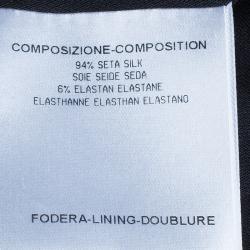 COMPOSIZIONE-COMPOSITION
94% SETA SILK
SOIE SEIDE SEDA
6% ELASTAN ELASTANE
ELASTHANNE ELASTHAN ELASTANO
FODERA-LINING-DOUBLURE